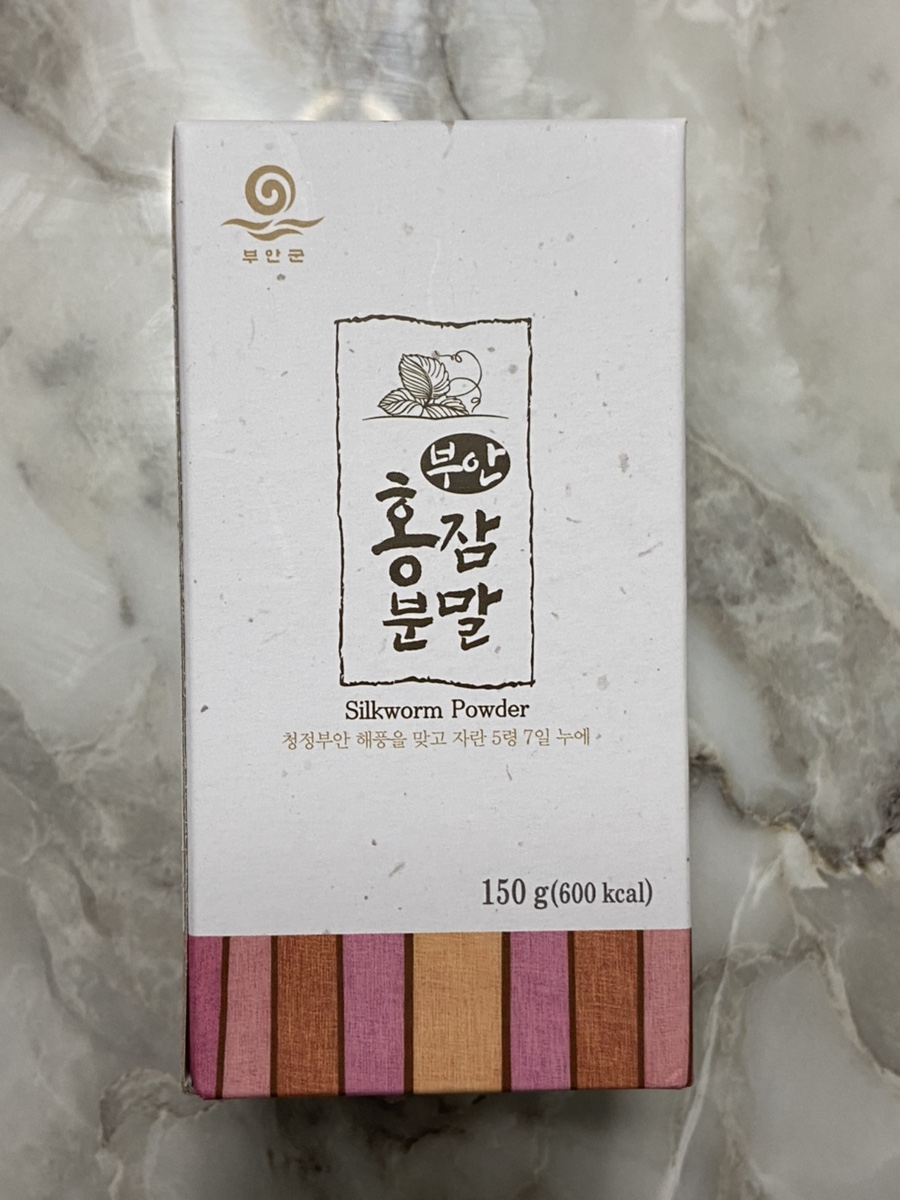 부안군
부안
홍잠
분말
Silkworm Powder
청정부안 해풍을 맞고 자란 5령 7일 누에
150 g(600 kcal)